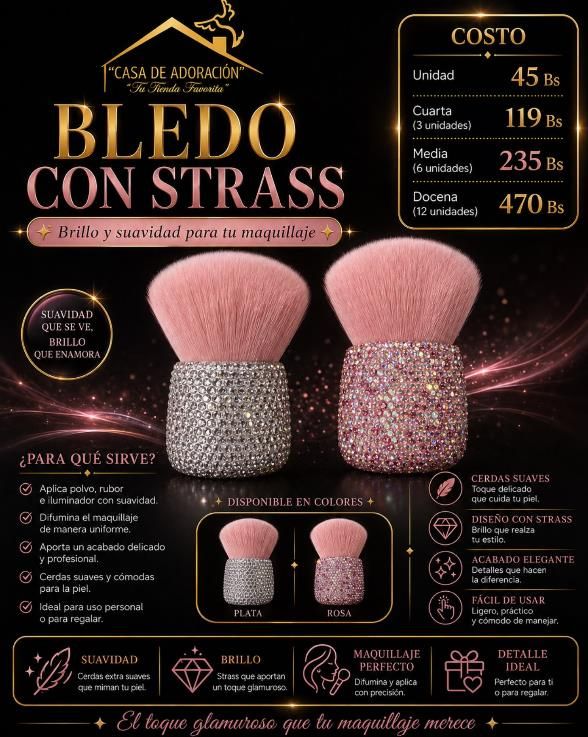 "CASA DE ADORACIÓN"
"Tu Tienda Favorita"
BLEDO
CON STRASS
Brillo y suavidad para tu maquillaje
COSTO
Unidad 45 Bs
Cuarta
(3 unidades) 119 Bs
Media
(6 unidades) 235 Bs
Docena
(12 unidades) 470 Bs
SUAVIDAD
QUE SE VE,
BRILLO
QUE ENAMORA
¿PARA QUÉ SIRVE?
Aplica polvo, rubor
e iluminador con suavidad.
Difumina el maquillaje
de manera uniforme.
Aporta un acabado delicado
y profesional.
Cerdas suaves y cómodas
para la piel.
Ideal para uso personal
o para regalar.
DISPONIBLE EN COLORES
PLATA
ROSA
CERDAS SUAVES
Toque delicado
que cuida tu piel.
DISEÑO CON STRASS
Brillo que realza
tu estilo.
ACABADO ELEGANTE
Detalles que hacen
la diferencia.
FÁCIL DE USAR
Ligero, práctico
y cómodo de manejar.
SUAVIDAD
Cerdas extra suaves
que miman tu piel.
BRILLO
Strass que aportan
un toque glamuroso.
MAQUILLAJE
PERFECTO
Difumina y aplica
con precisión.
DETALLE
IDEAL
Perfecto para ti
o para regalar.
El toque glamuroso que tu maquillaje merece